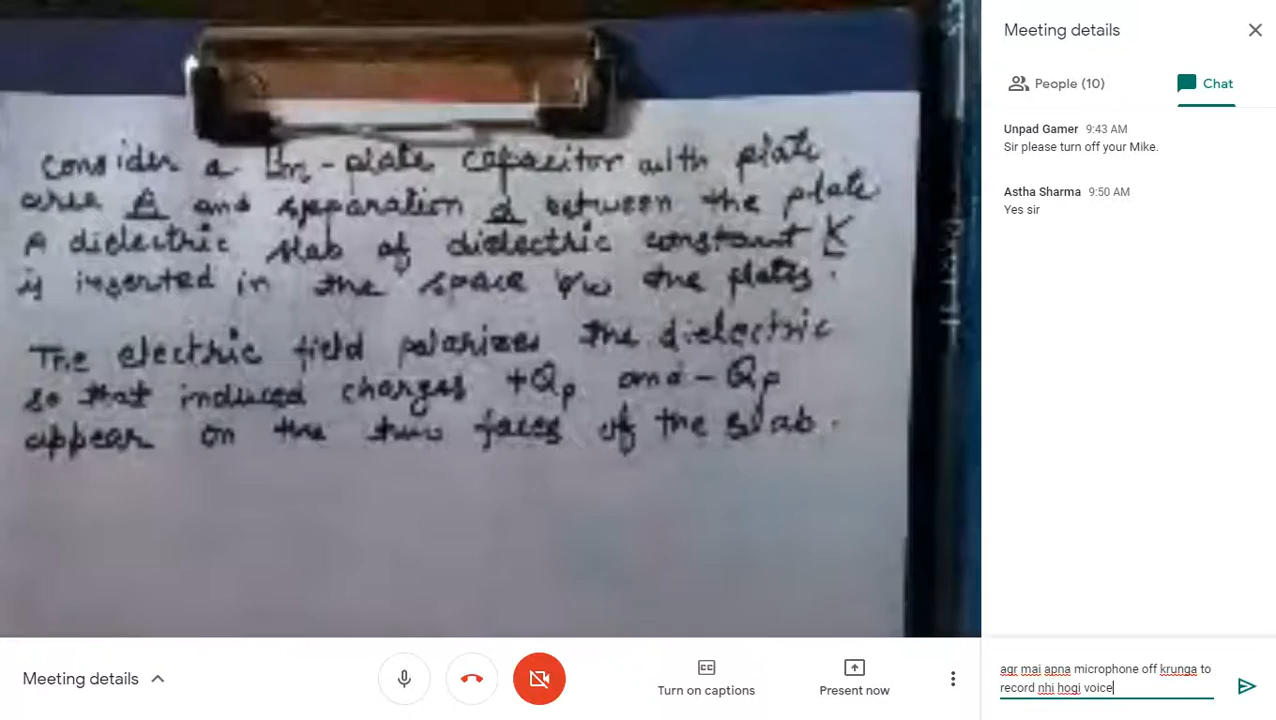 Consider a llm-plate capacitor with plate
area A and separation d between the plate
A dielectric slab of dielectric constant K
is inserted in the space b/w the plates.
The electric field polarizes the dielectric
so that induced charges +Qp and -Qp
appear on the two faces of the slab.
Meeting details
People (10)
Chat
Unpad Gamer 9:43 AM
Sir please turn off your Mike.
Astha Sharma 9:50 AM
Yes sir
agr mai apna microphone off krunga to
record nhi hogi voice
Meeting details
Turn on captions
Present now